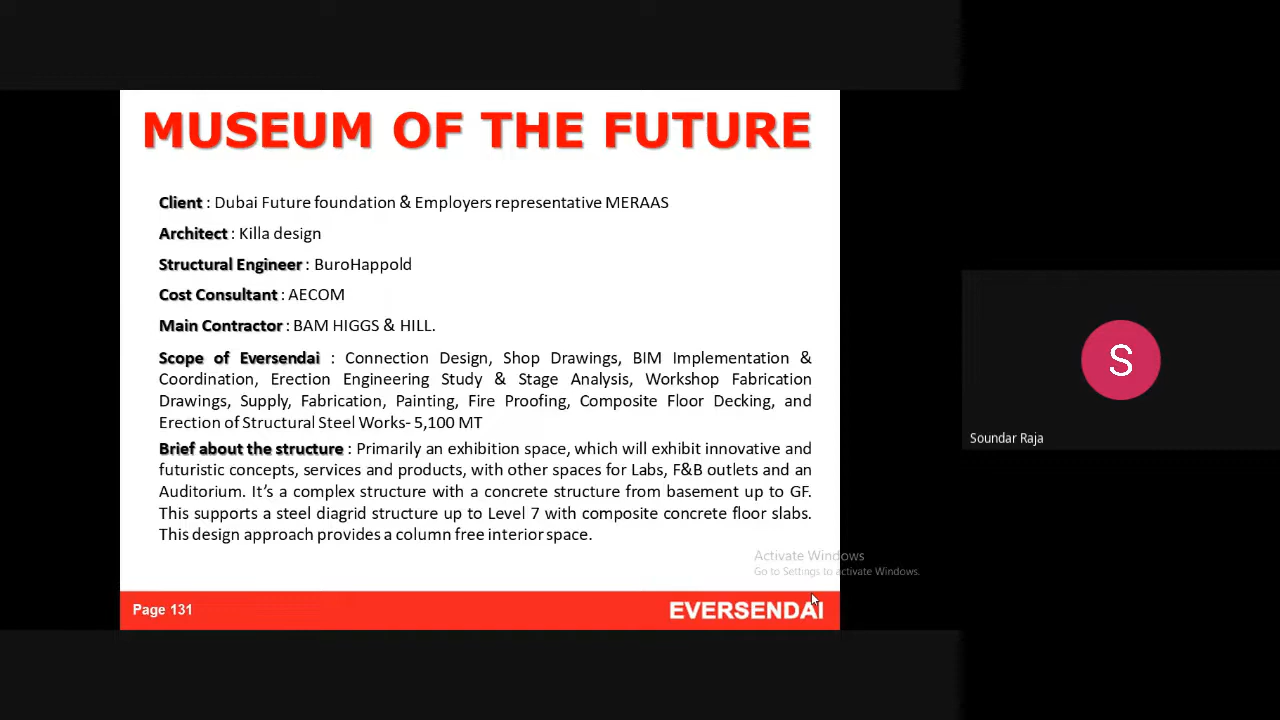 MUSEUM OF THE FUTURE
Client : Dubai Future foundation & Employers representative MERAAS
Architect : Killa design
Structural Engineer : BuroHappold
Cost Consultant : AECOM
Main Contractor : BAM HIGGS & HILL.
Scope of Eversendai : Connection Design, Shop Drawings, BIM Implementation &
Coordination, Erection Engineering Study & Stage Analysis, Workshop Fabrication
Drawings, Supply, Fabrication, Painting, Fire Proofing, Composite Floor Decking, and
Erection of Structural Steel Works- 5,100 MT
Brief about the structure : Primarily an exhibition space, which will exhibit innovative and
futuristic concepts, services and products, with other spaces for Labs, F&B outlets and an
Auditorium. It’s a complex structure with a concrete structure from basement up to GF.
This supports a steel diagrid structure up to Level 7 with composite concrete floor slabs.
This design approach provides a column free interior space.
Activate Windows
Go to Settings to activate Windows.
Page 131
EVERSENDAI
S
Soundar Raja